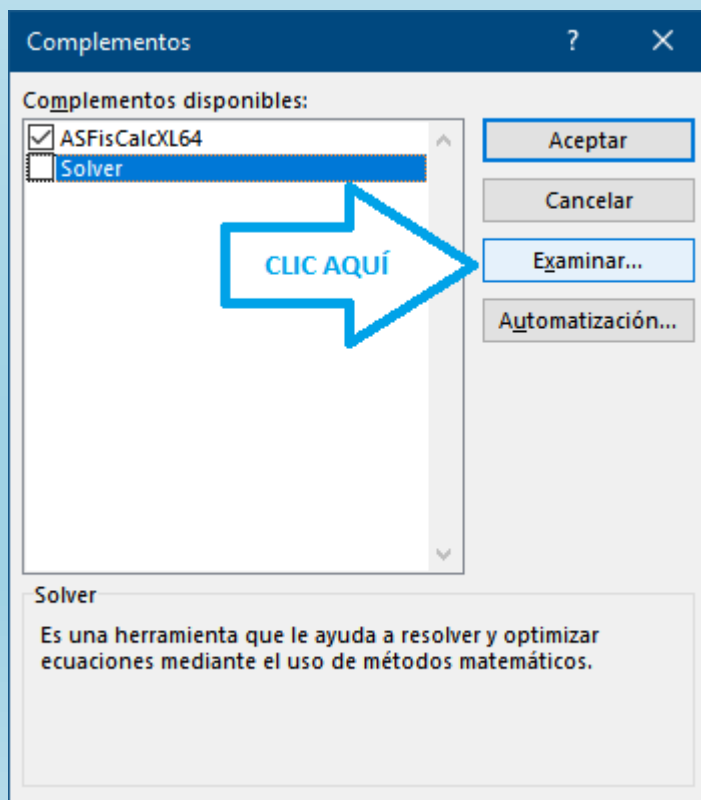 Complementos
?
Complementos disponibles:
ASFisCalcXL64
Solver
Aceptar
Cancelar
CLIC AQUÍ
Examinar...
Automatización...
Solver
Es una herramienta que le ayuda a resolver y optimizar
ecuaciones mediante el uso de métodos matemáticos.